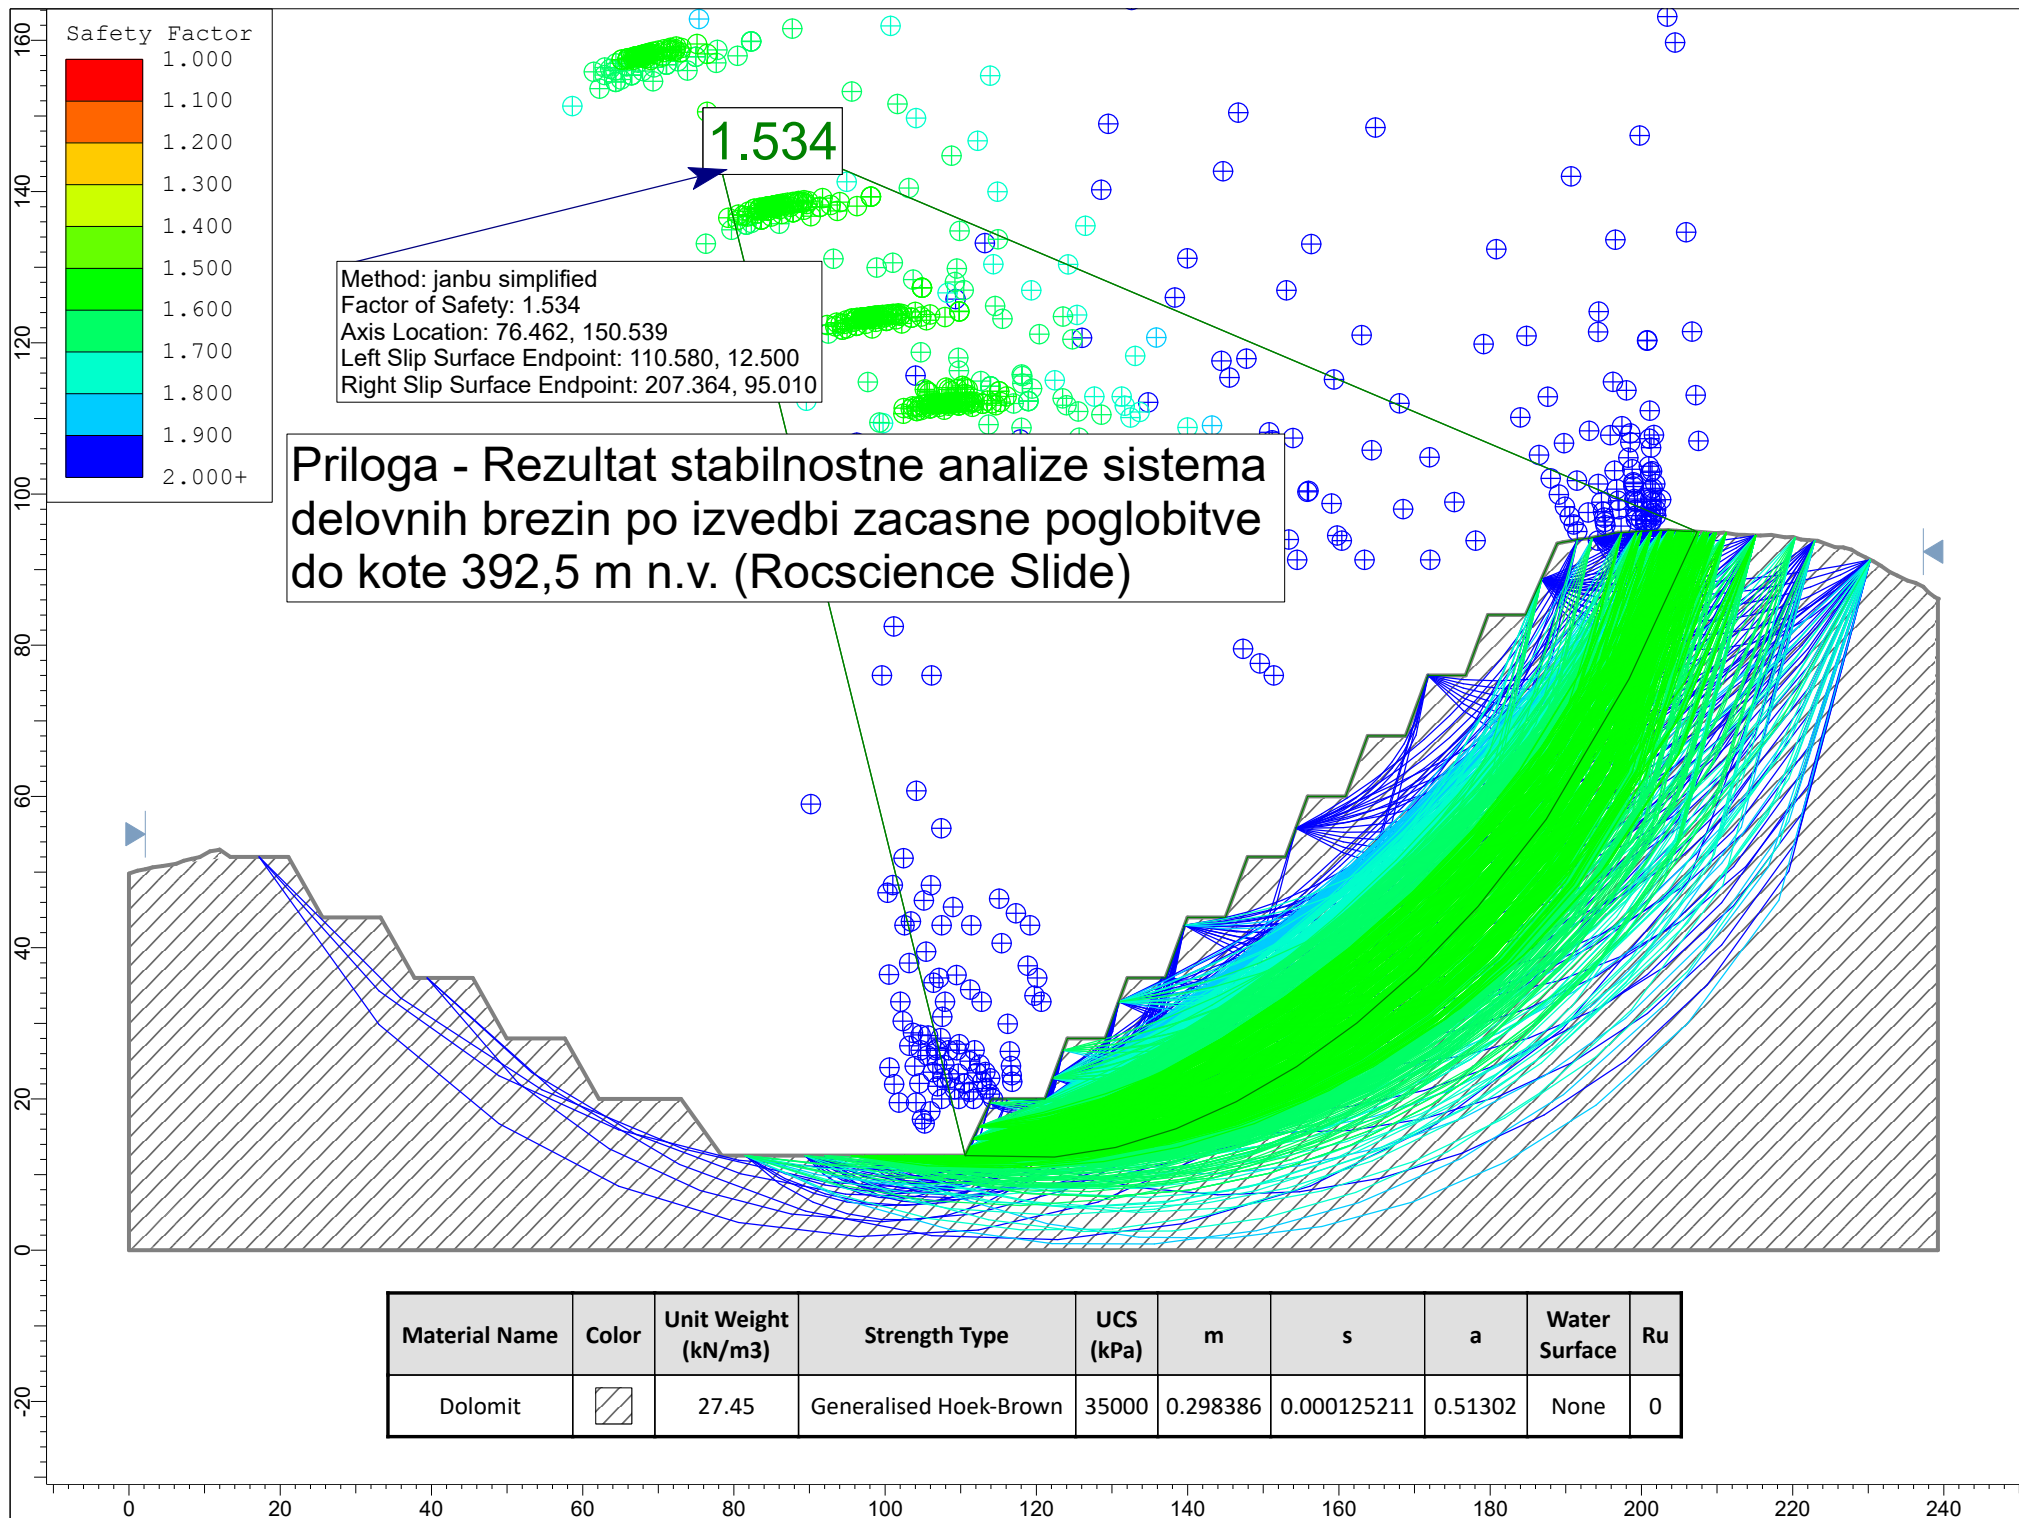 Safety Factor
1.000
1.100
1.200
1.300
1.400
1.500
1.600
1.700
1.800
1.900
2.000+
1.534
Method: janbu simplified
Factor of Safety: 1.534
Axis Location: 76.462, 150.539
Left Slip Surface Endpoint: 110.580, 12.500
Right Slip Surface Endpoint: 207.364, 95.010
Priloga - Rezultat stabilnostne analize sistema
delovnih brezin po izvedbi zacasne poglobitve
do kote 392,5 m n.v. (Rocscience Slide)
160
140
120
100
80
60
40
20
0
-20
Material Name Color Unit Weight (kN/m3) Strength Type UCS (kPa) m s a Water Surface Ru
Dolomit 27.45 Generalised Hoek-Brown 35000 0.298386 0.000125211 0.51302 None 0
0 20 40 60 80 100 120 140 160 180 200 220 240